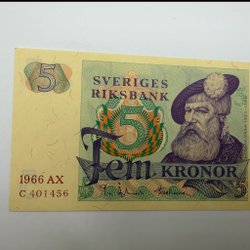 5
SVERIGES
RIKSBANK
5
Fem KRONOR
1966 AX
C 401456